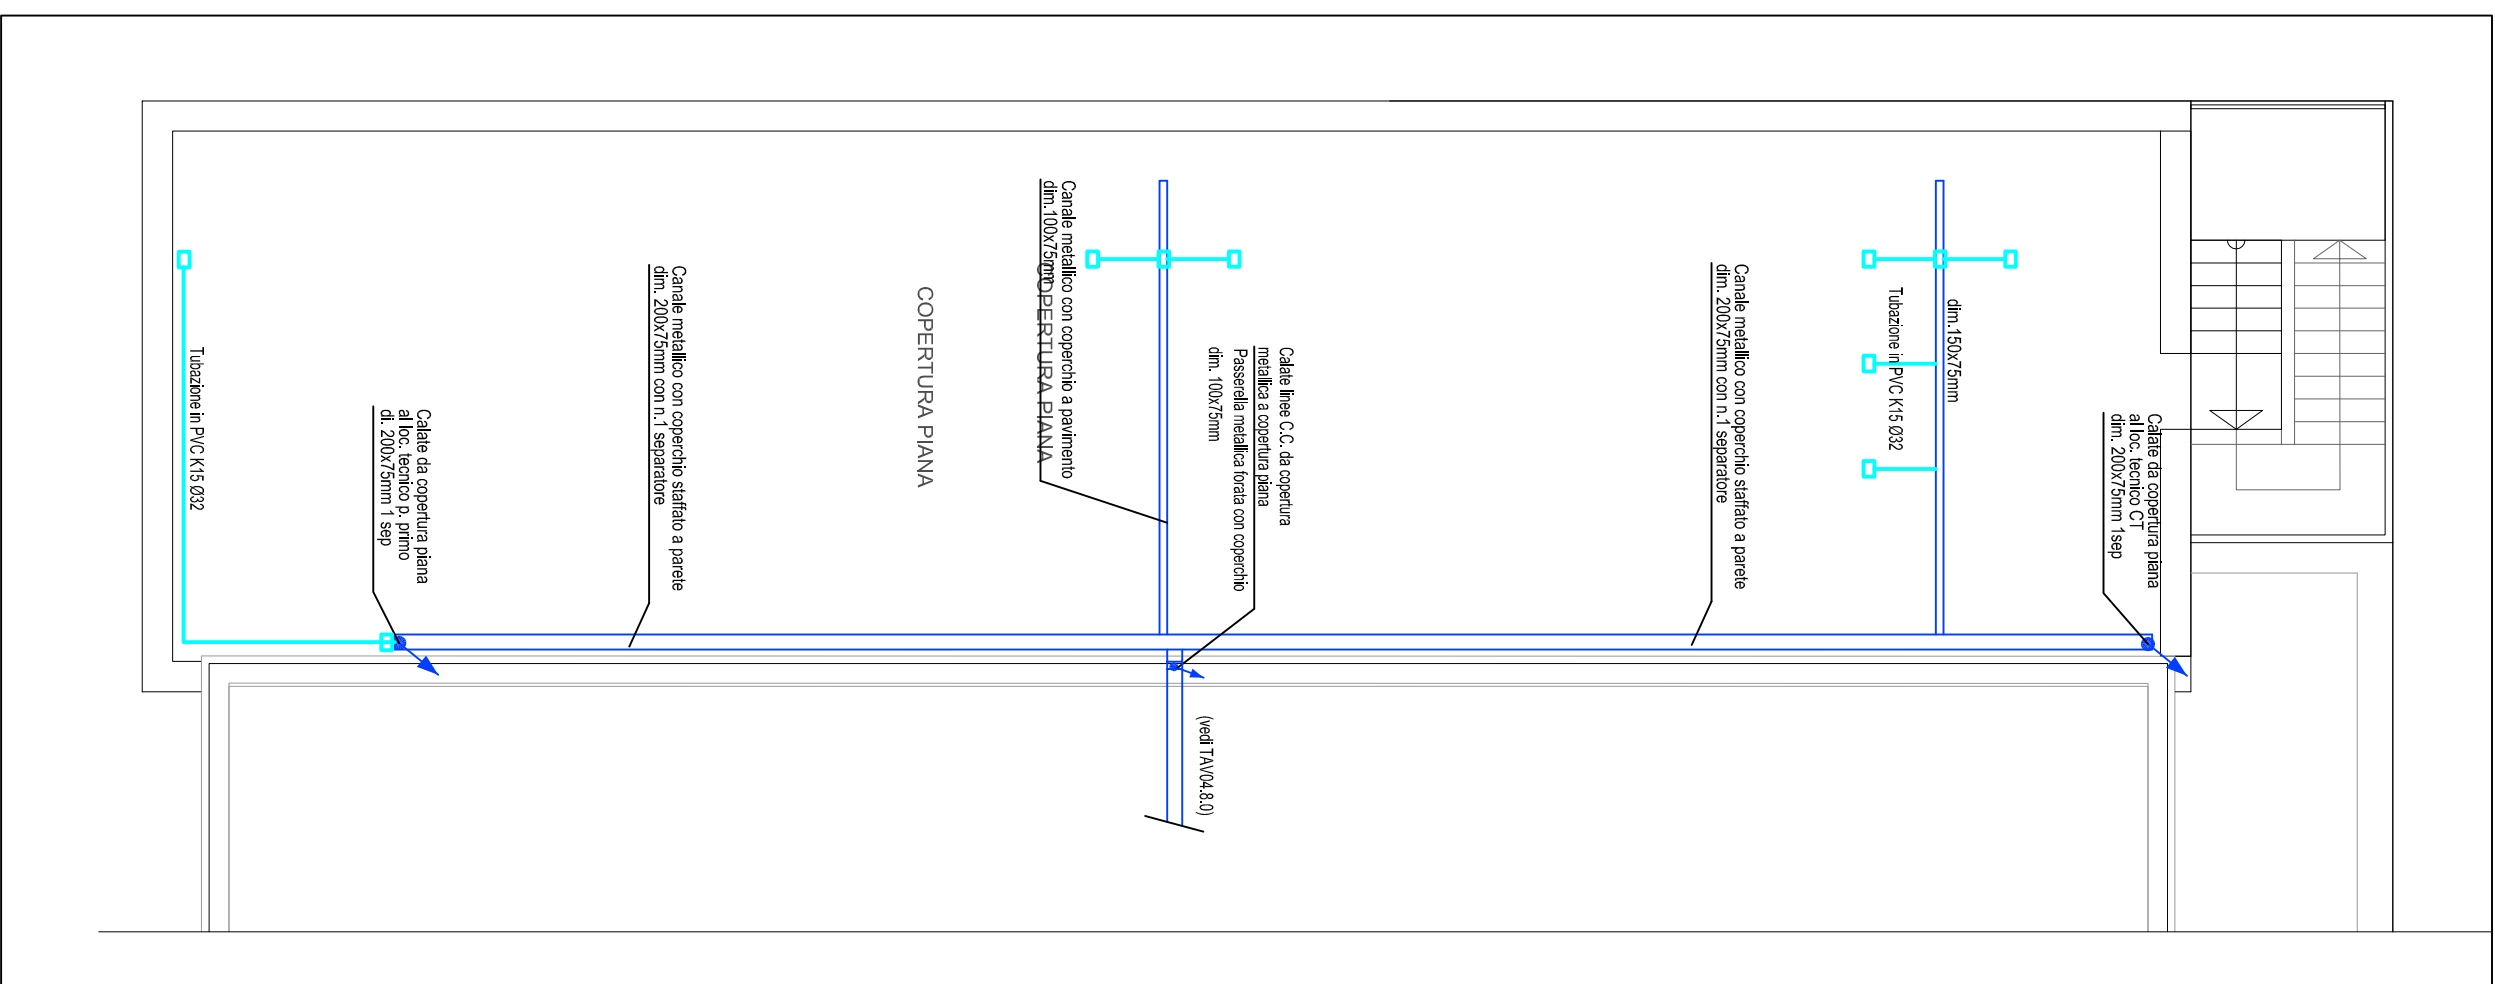 Tubazione in PVC K15 Ø32
Calate da copertura piana
al loc. tecnico p. primo
di. 200x75mm 1 sep
Canale metallico con coperchio staffato a parete
dim. 200x75mm con n.1 separatore
COPERTURA PIANA
COPERTURA PIANA
Canale metallico con coperchio a pavimento
dim.100x75mm
Calate linee C.C. da copertura
metallica a copertura piana
Passerella metallica forata con coperchio
dim. 100x75mm
(vedi TAV04.8.0)
Canale metallico con coperchio staffato a parete
dim. 200x75mm con n.1 separatore
Tubazione in PVC K15 Ø32
dim.150x75mm
Calate da copertura piana
al loc. tecnico CT
dim. 200x75mm 1sep